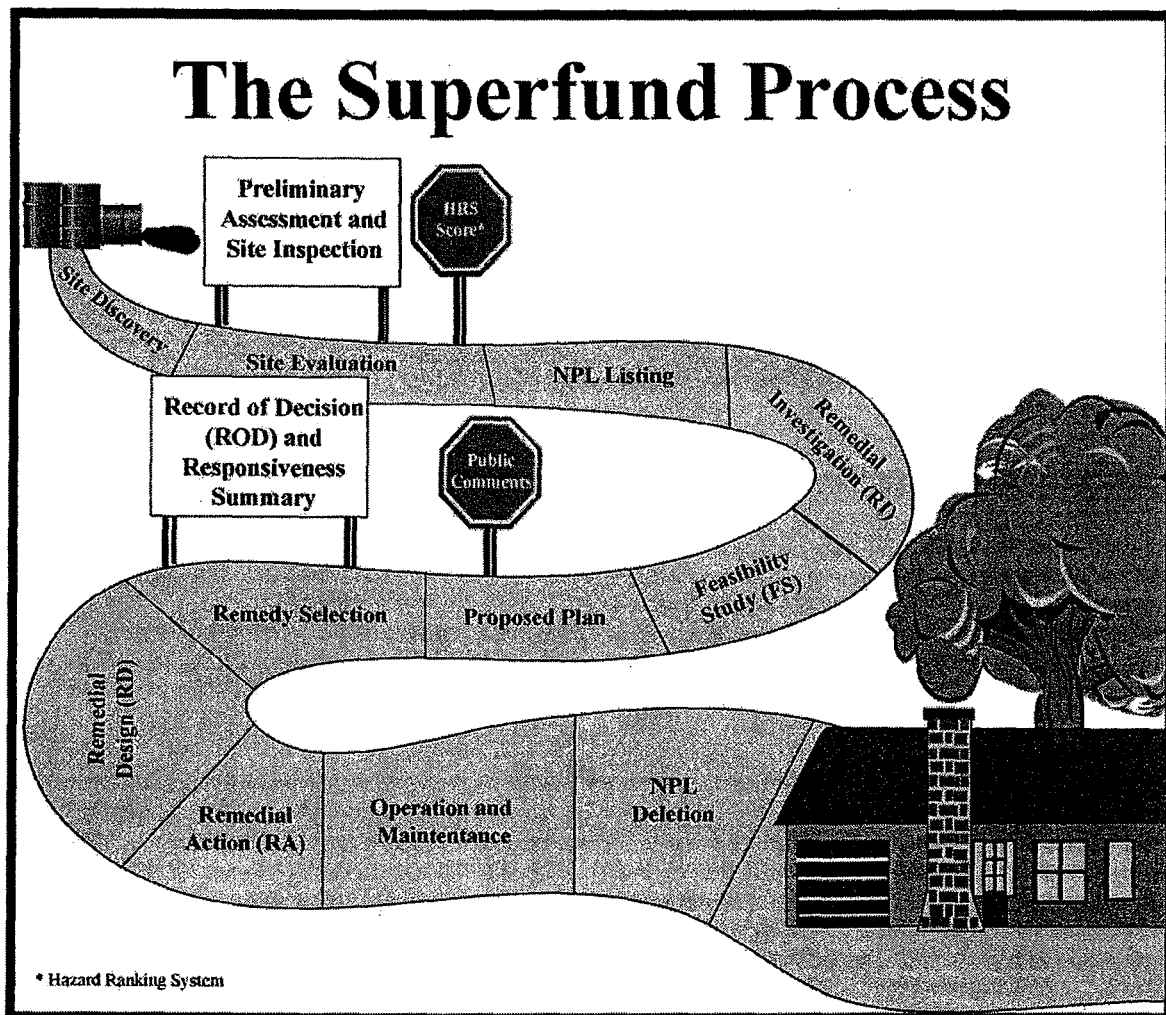 The Superfund Process
Preliminary
Assessment and
Site Inspection
HRS
Score*
Site Discovery
Site Evaluation
NPL Listing
Remedial
Investigation (RI)
Feasibility
Study (FS)
Public
Comments
Proposed Plan
Record of Decision
(ROD) and
Responsiveness
Summary
Remedy Selection
Remedial
Design (RD)
Remedial
Action (RA)
Operation and
Maintentance
NPL
Deletion
* Hazard Ranking System